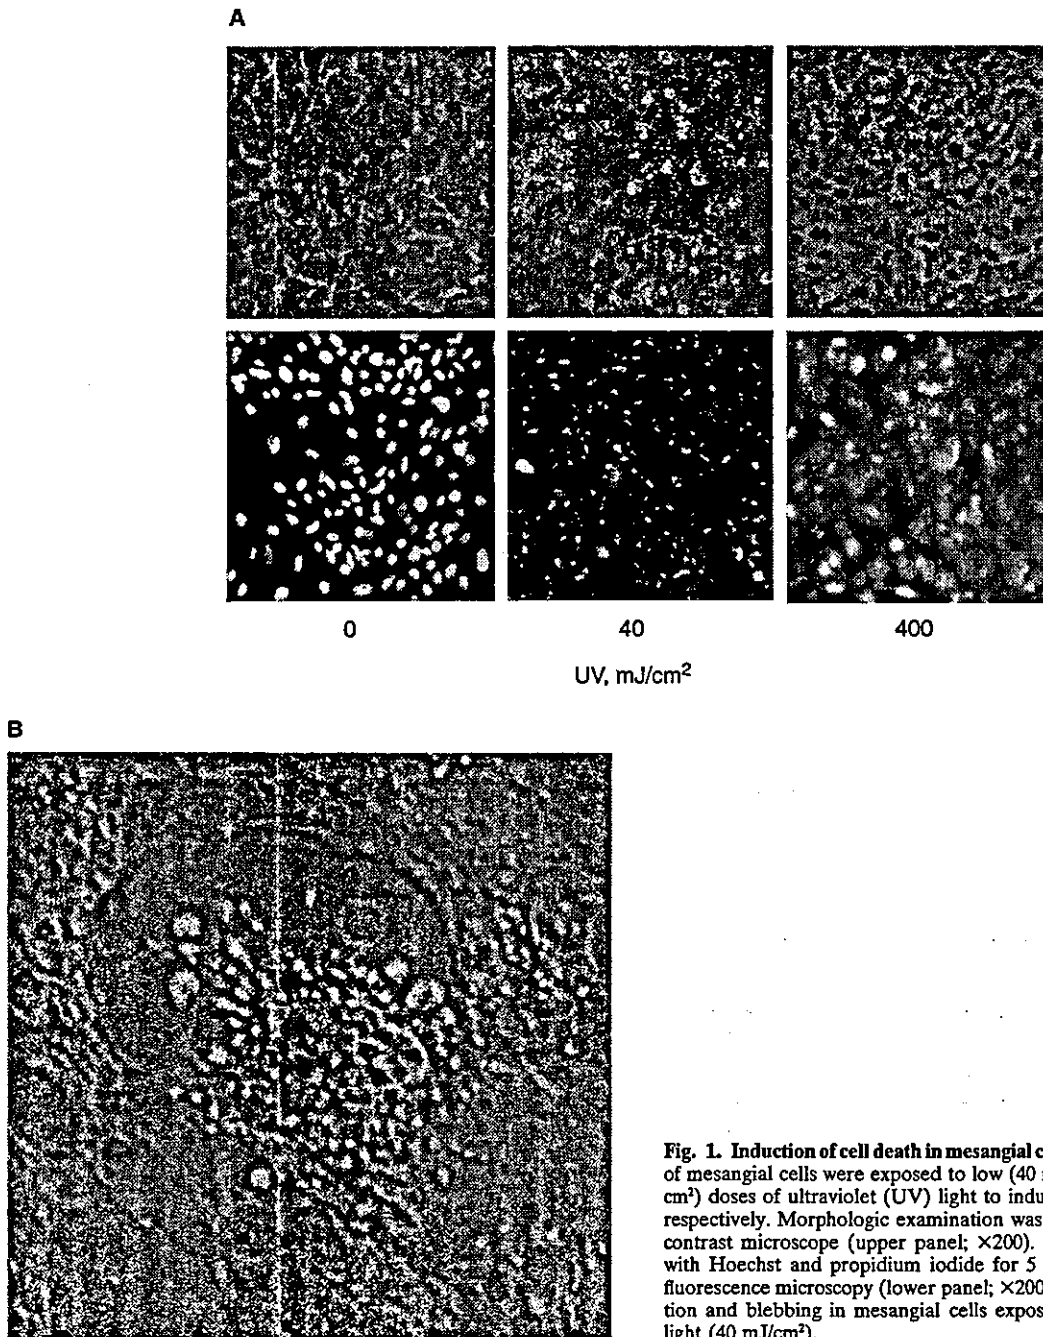 A
0
40
400
UV, mJ/cm²
B
Fig. 1. Induction of cell death in mesangial
of mesangial cells were exposed to low (40
cm²) doses of ultraviolet (UV) light to
respectively. Morphologic examination was
contrast microscope (upper panel; ×200).
with Hoechst and propidium iodide for 5
fluorescence microscopy (lower panel;
tion and blebbing in mesangial cells
light (40 mJ/cm²).